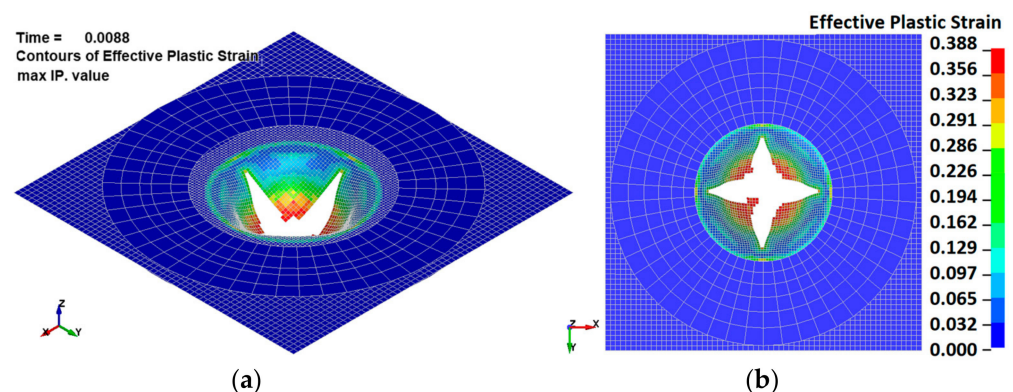 Time = 0.0088
Contours of Effective Plastic Strain
max IP. value
Z
X
Y
(a)
Effective Plastic Strain
0.388
0.356
0.323
0.291
0.286
0.226
0.194
0.162
0.129
0.097
0.065
0.032
0.000
Z
X
Y
(b)